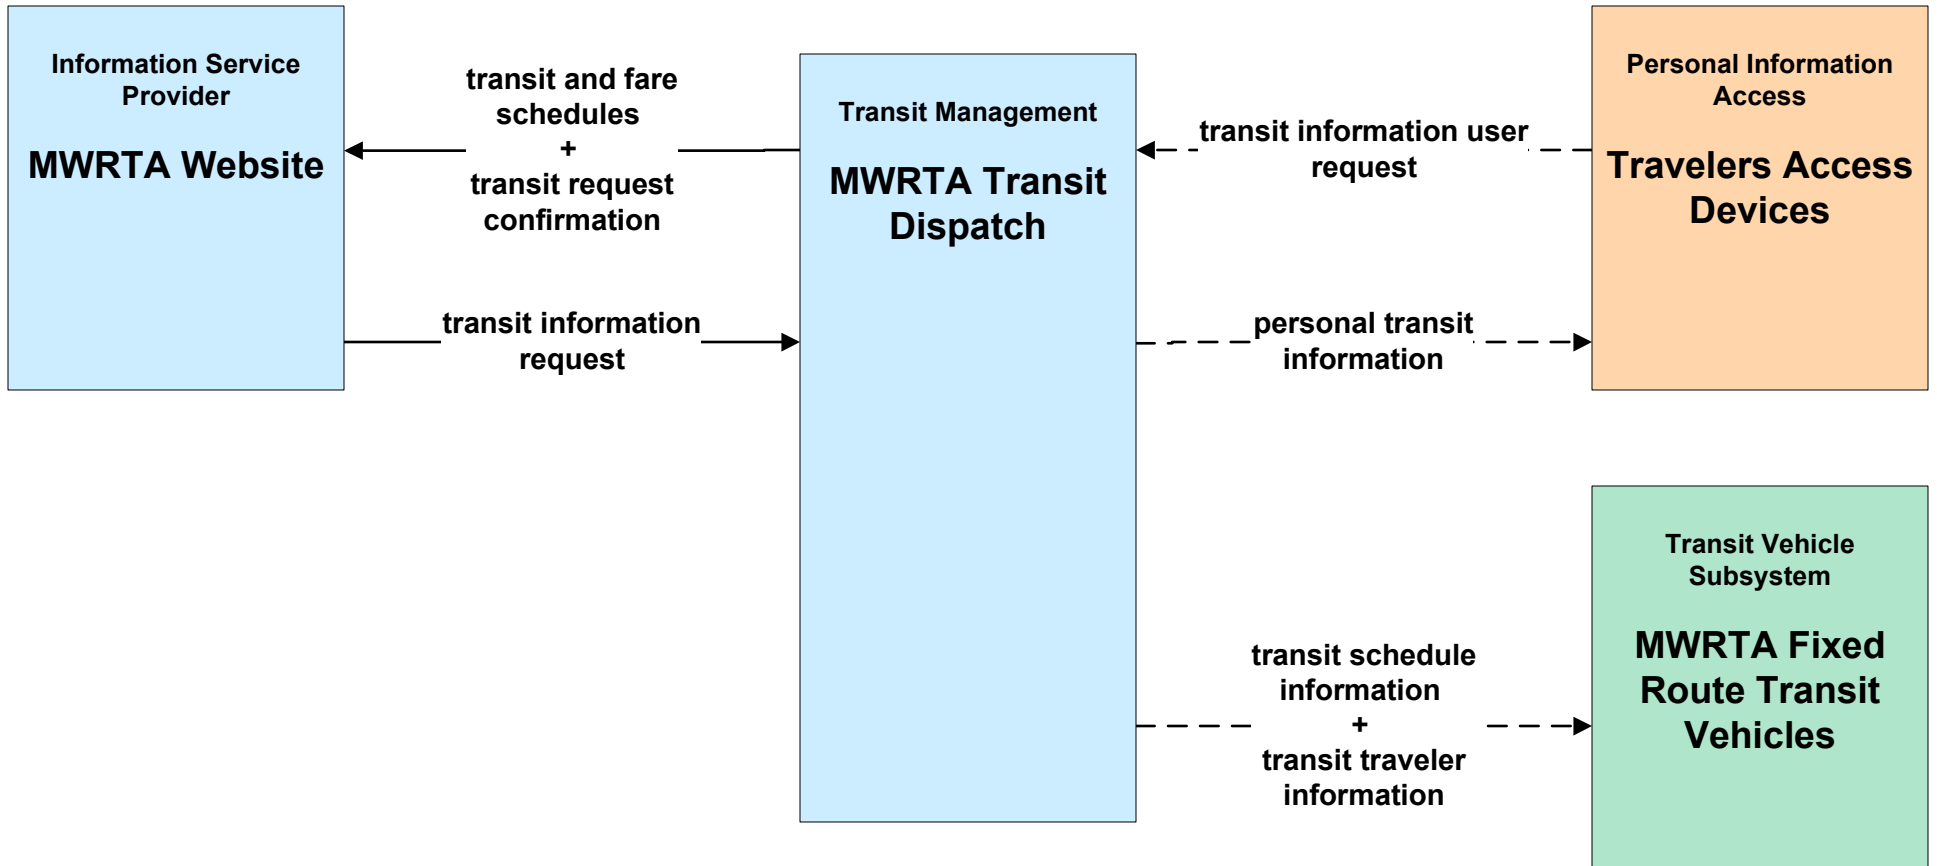 Information Service
Provider
MWRTA Website
transit and fare
schedules
+
transit request
confirmation
transit information
request
Transit Management
MWRTA Transit
Dispatch
transit information user
request
personal transit
information
transit schedule
information
+
transit traveler
information
Personal Information
Access
Travelers Access
Devices
Transit Vehicle
Subsystem
MWRTA Fixed
Route Transit
Vehicles